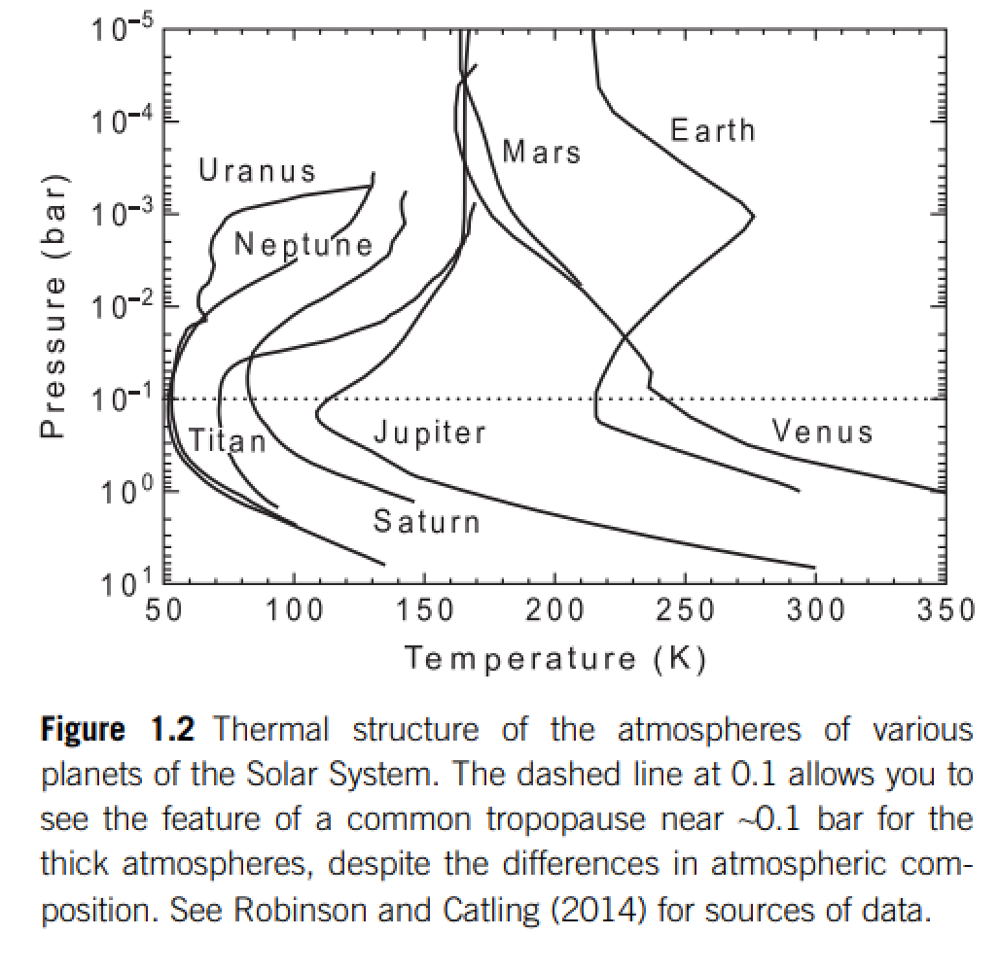 10⁻⁵
10⁻⁴
Earth
Mars
Uranus
10⁻³
Neptune
10⁻²
Pressure (bar)
10⁻¹
Titan
Jupiter
Venus
10⁰
Saturn
10¹
50 100 150 200 250 300 350
Temperature (K)
Figure 1.2 Thermal structure of the atmospheres of various
planets of the Solar System. The dashed line at 0.1 allows you to
see the feature of a common tropopause near ~0.1 bar for the
thick atmospheres, despite the differences in atmospheric com-
position. See Robinson and Catling (2014) for sources of data.